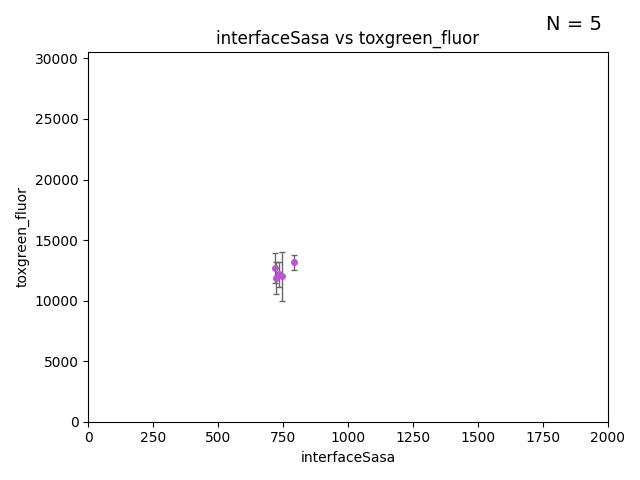 N = 5
interfaceSasa vs toxgreen_fluor
30000
25000
20000
15000
10000
5000
0
toxgreen_fluor
0 250 500 750 1000 1250 1500 1750 2000
interfaceSasa